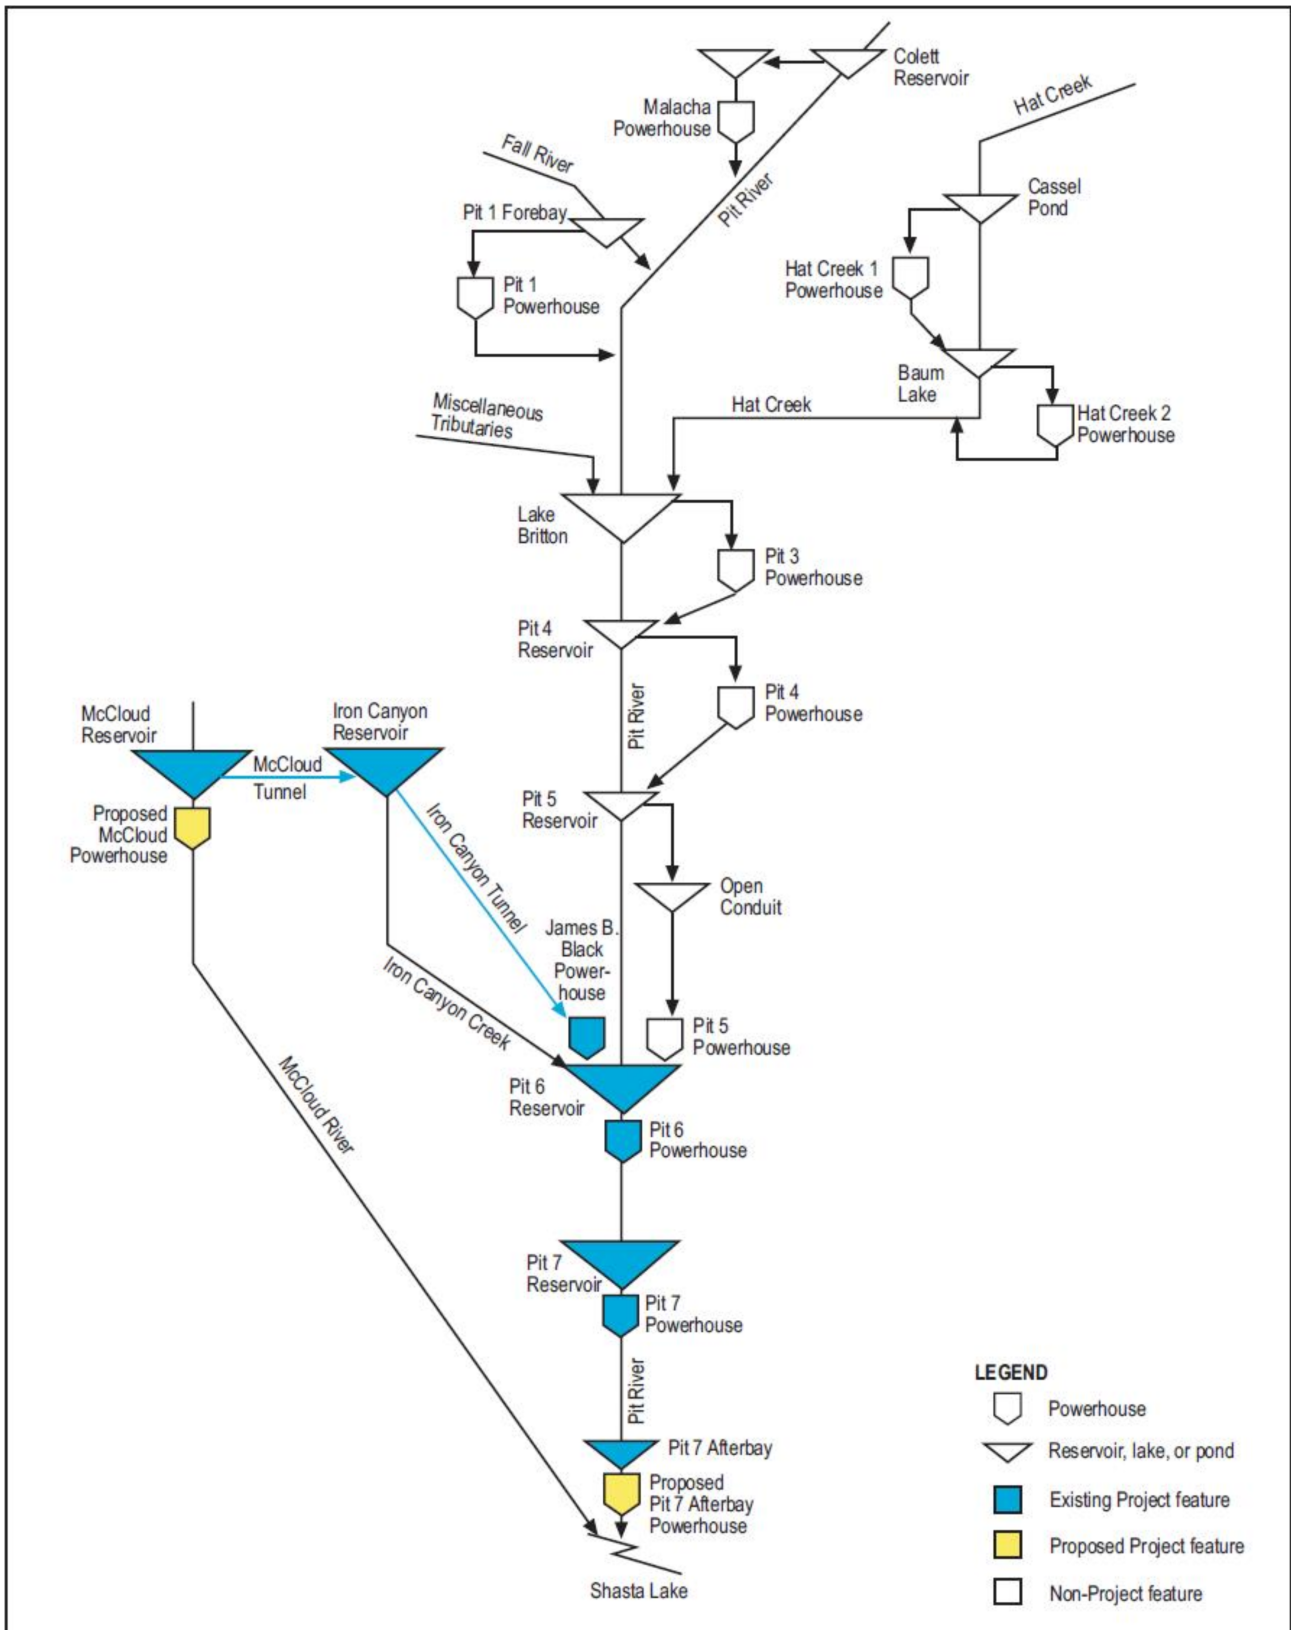 Colett
Reservoir
Malacha
Powerhouse
Hat Creek
Fall River
Pit River
Cassel
Pond
Pit 1 Forebay
Hat Creek 1
Powerhouse
Pit 1
Powerhouse
Baum
Lake
Miscellaneous
Tributaries
Hat Creek
Hat Creek 2
Powerhouse
Lake
Britton
Pit 3
Powerhouse
Pit 4
Reservoir
Pit 4
Powerhouse
Pit River
McCloud
Reservoir
Iron Canyon
Reservoir
McCloud
Tunnel
Proposed
McCloud
Powerhouse
Iron Canyon Tunnel
Pit 5
Reservoir
Open
Conduit
James B.
Black
Power-
house
Iron Canyon Creek
Pit 5
Powerhouse
McCloud River
Pit 6
Reservoir
Pit 6
Powerhouse
Pit 7
Reservoir
Pit 7
Powerhouse
Pit River
Pit 7 Afterbay
Proposed
Pit 7 Afterbay
Powerhouse
Shasta Lake
LEGEND
Powerhouse
Reservoir, lake, or pond
Existing Project feature
Proposed Project feature
Non-Project feature